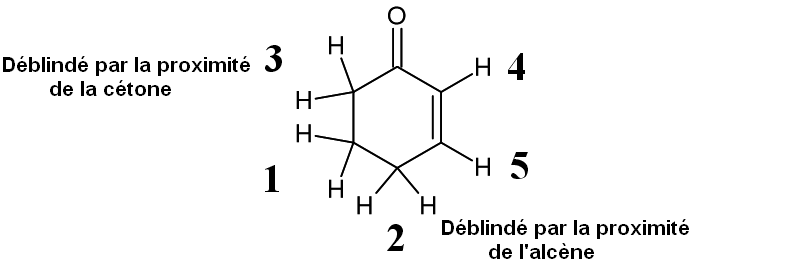 O
H
3
Déblindé par la proximité
de la cétone
H
4
H
H
1
H
H
5
H
H
2
Déblindé par la proximité
de l'alcène